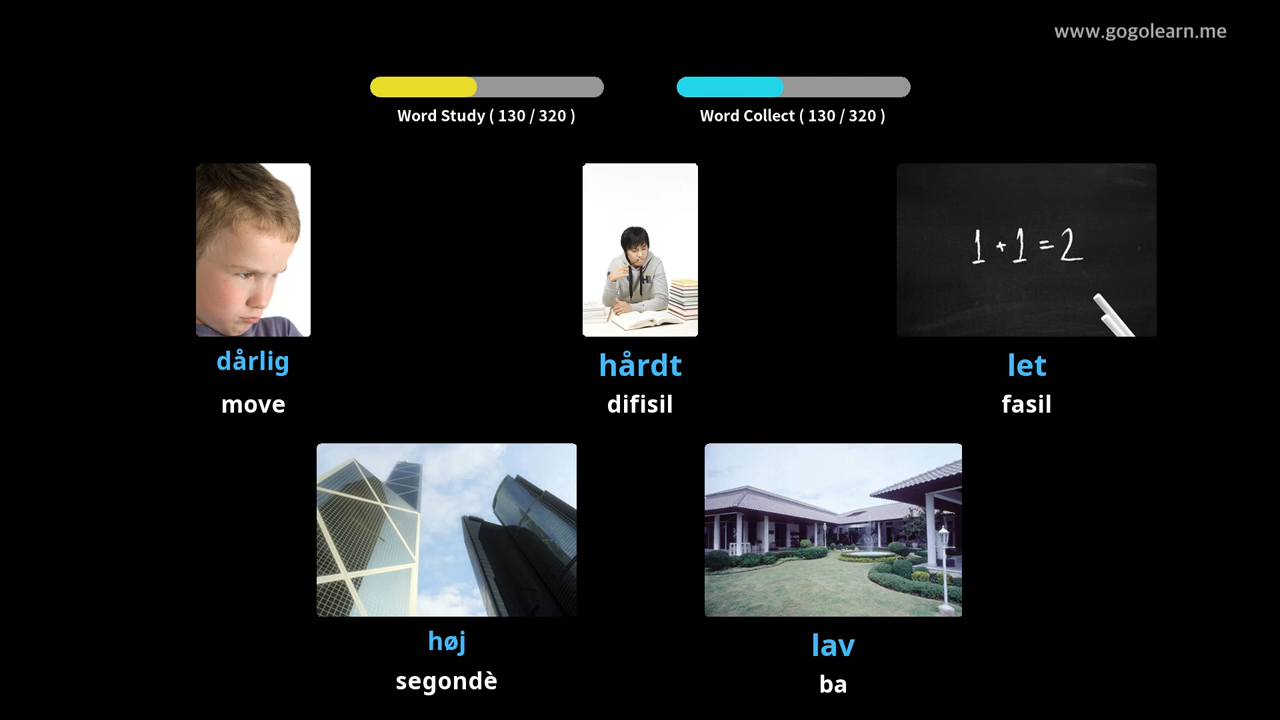 www.gogolearn.me
Word Study ( 130 / 320 )
Word Collect ( 130 / 320 )
1 + 1 = 2
dårlig
move
hårdt
difisil
let
fasil
høj
segondè
lav
ba